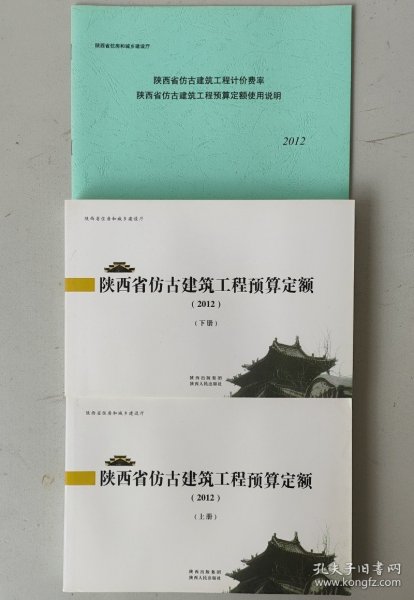 陕西省住房和城乡建设厅
陕西省仿古建筑工程计价费率
陕西省仿古建筑工程预算定额使用说明
2012
陕西省住房和城乡建设厅
陕西省仿古建筑工程预算定额
(2012)
(下册)
陕西出版集团
陕西人民出版社
陕西省住房和城乡建设厅
陕西省仿古建筑工程预算定额
(2012)
(上册)
陕西出版集团
陕西人民出版社
孔夫子旧书网
www.kongfz.com